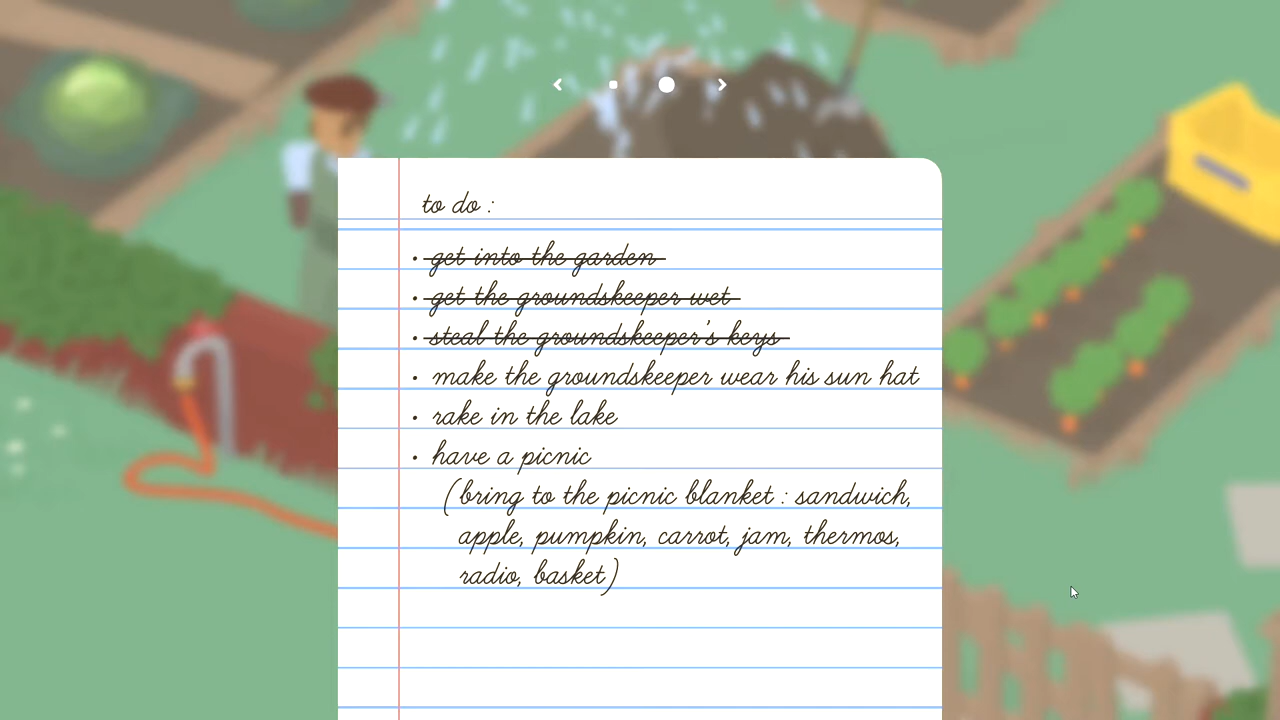 to do :
• get into the garden
• get the groundskeeper wet
• steal the groundskeeper's keys
• make the groundskeeper wear his sun hat
• rake in the lake
• have a picnic
(bring to the picnic blanket : sandwich,
apple, pumpkin, carrot, jam, thermos,
radio, basket)